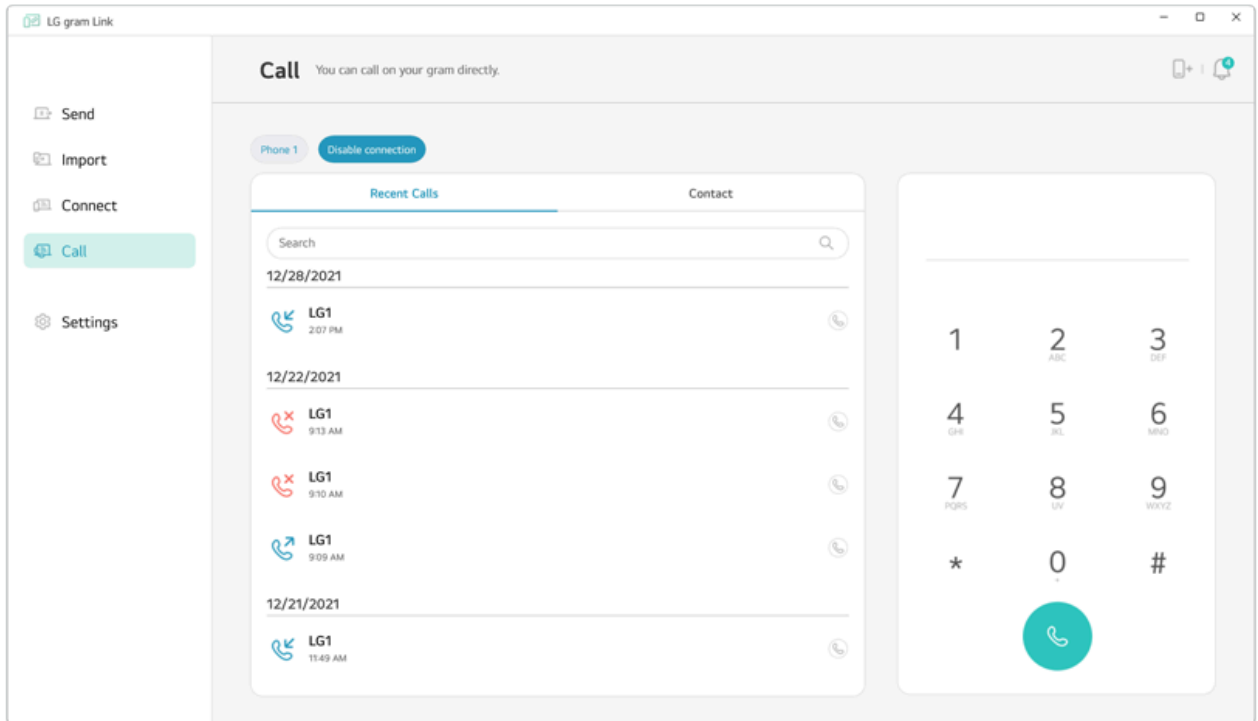 LG gram Link
Call You can call on your gram directly.
4
Send
Import
Connect
Call
Settings
Phone 1 Disable connection
Recent Calls Contact
Search
12/28/2021
LG1
2:07 PM
12/22/2021
LG1
9:13 AM
LG1
9:10 AM
LG1
9:09 AM
12/21/2021
LG1
11:49 AM
1 2 3
ABC DEF
4 5 6
GHI JKL MNO
7 8 9
PQRS UV WXYZ
* 0 #
+